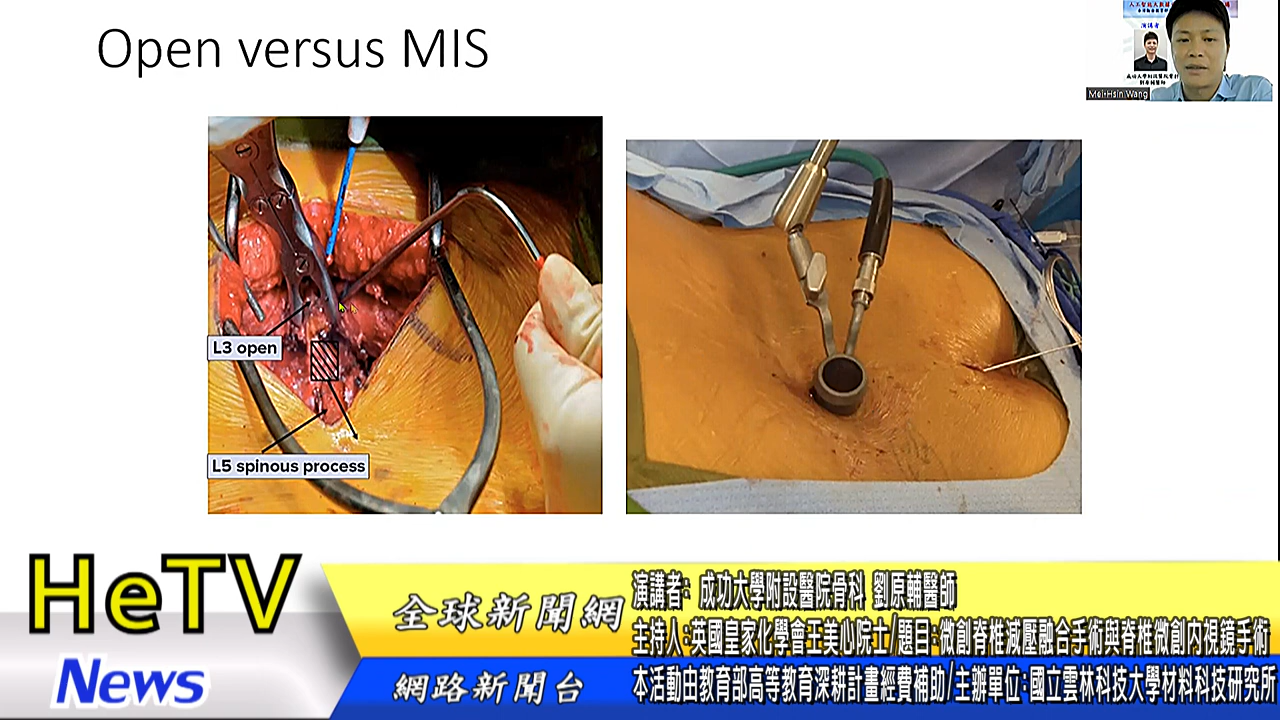 Open versus MIS
演講者
Mei-Hsin Wang
L3 open
L5 spinous process
HeTV
News
全球新聞網
網路新聞台
演講者: 成功大學附設醫院骨科 劉原輔醫師
主持人:英國皇家化學會王美心院士/題目:微創脊椎減壓融合手術與脊椎微創內視鏡手術
本活動由教育部高等教育深耕計畫經費補助/主辦單位:國立雲林科技大學材料科技研究所